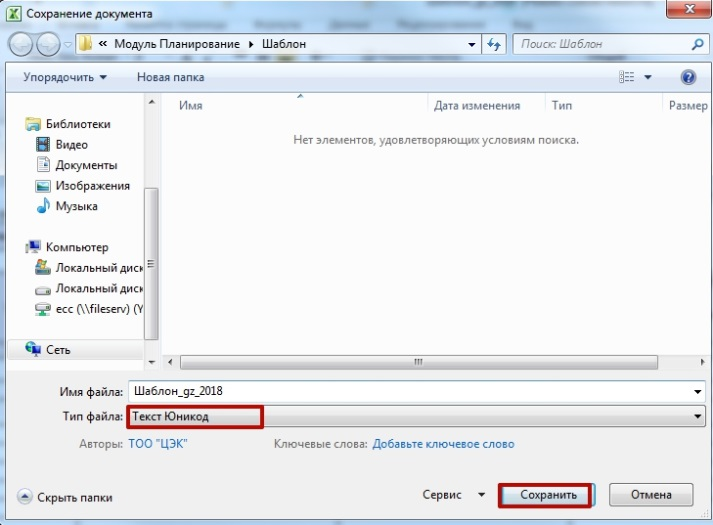 Сохранение документа
« Модуль Планирование ▸ Шаблон
Поиск: Шаблон
Упорядочить ▾ Новая папка
Имя Дата изменения Тип Размер
Нет элементов, удовлетворяющих условиям поиска.
Библиотеки
Видео
Документы
Изображения
Музыка
Компьютер
Локальный диск
Локальный диск
ecc (\\fileserv) (Y
Сеть
Имя файла: Шаблон_gz_2018
Тип файла: Текст Юникод
Авторы: ТОО "ЦЭК" Ключевые слова: Добавьте ключевое слово
Скрыть папки Сервис ▾ Сохранить Отмена